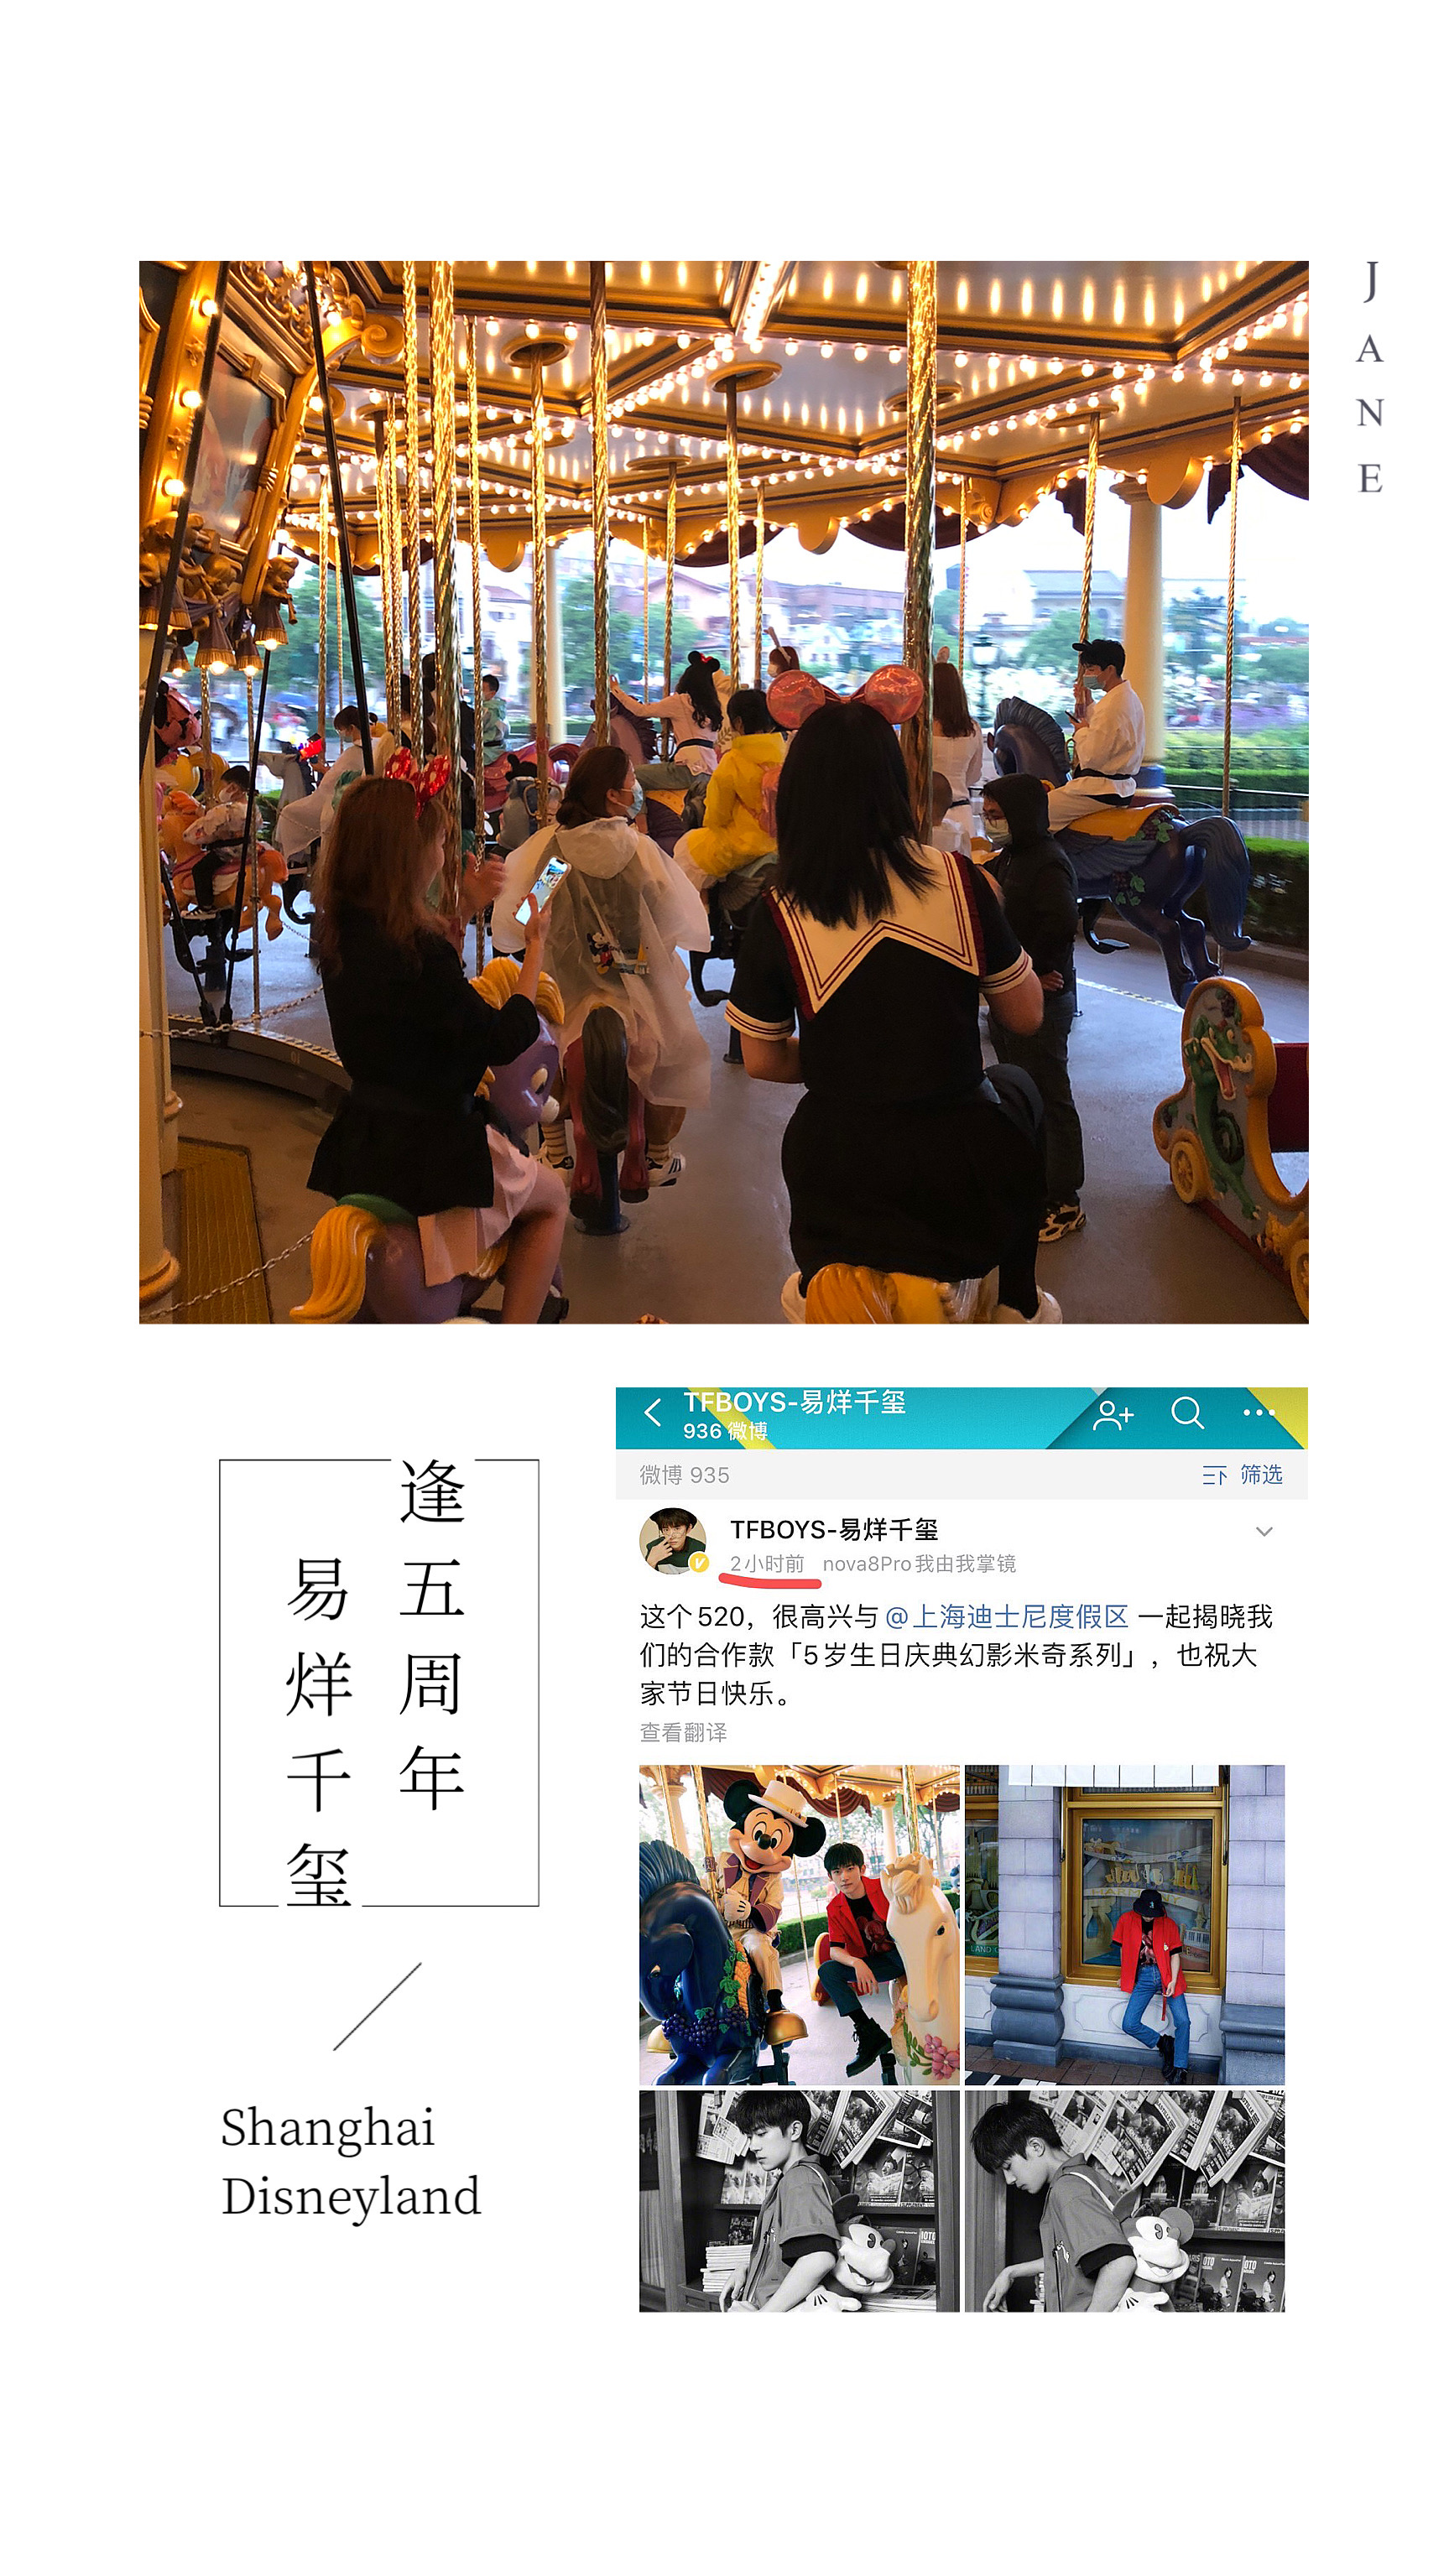 JANE
逢五周年
易烊千玺
Shanghai
Disneyland
TFBOYS-易烊千玺
936 微博
微博 935
筛选
TFBOYS-易烊千玺
2小时前 nova8Pro我由我掌镜
这个520，很高兴与@上海迪士尼度假区 一起揭晓我
们的合作款「5岁生日庆典幻影米奇系列」，也祝大
家节日快乐。
查看翻译